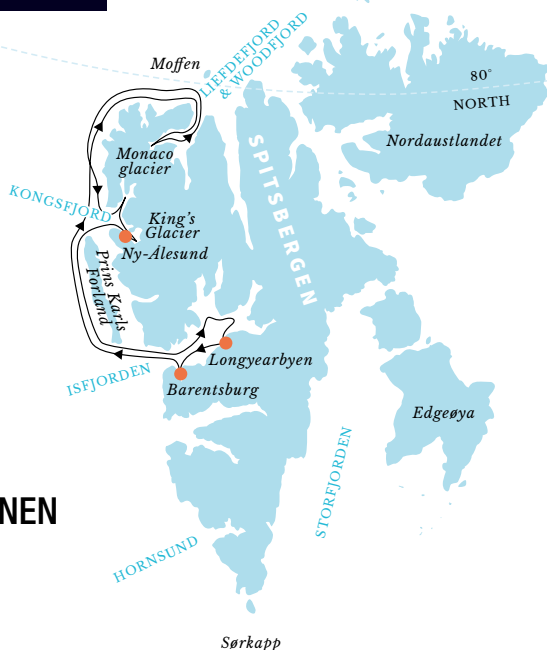 Moffen
LIEFDEFJORD
& WOODFJORD
80°
NORTH
Nordaustlandet
Monaco
glacier
SPITSBERGEN
KONGSFJORD
King's
Glacier
Ny-Ålesund
Prins Karls
Forland
Longyearbyen
ISFJORDEN
Barentsburg
Edgeøya
STORFJORDEN
NEN
HORNSUND
Sørkapp